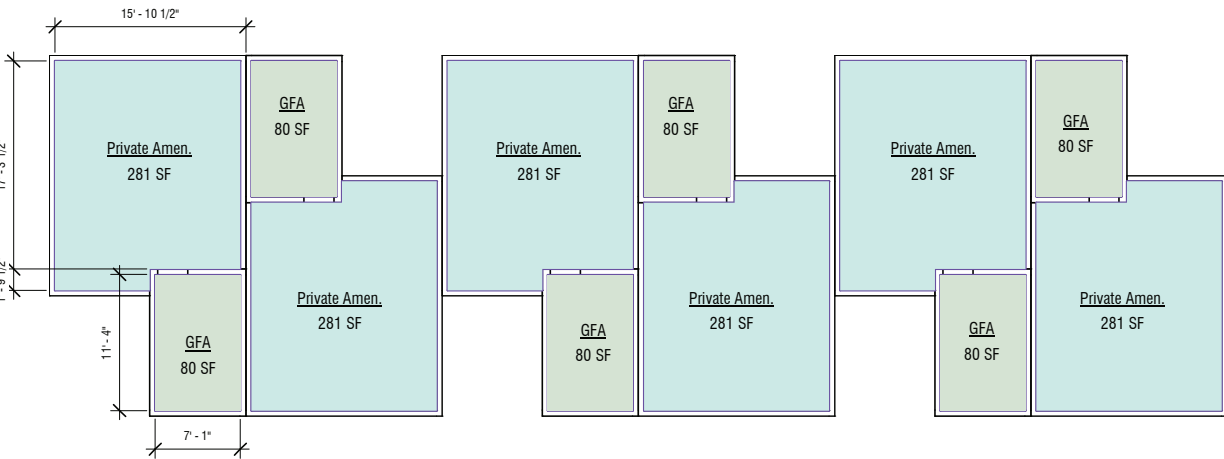 15' - 10 1/2"
GFA
80 SF
GFA
80 SF
GFA
80 SF
Private Amen.
281 SF
Private Amen.
281 SF
Private Amen.
281 SF
Private Amen.
281 SF
Private Amen.
281 SF
Private Amen.
281 SF
11' - 4"
GFA
80 SF
GFA
80 SF
GFA
80 SF
7' - 1"